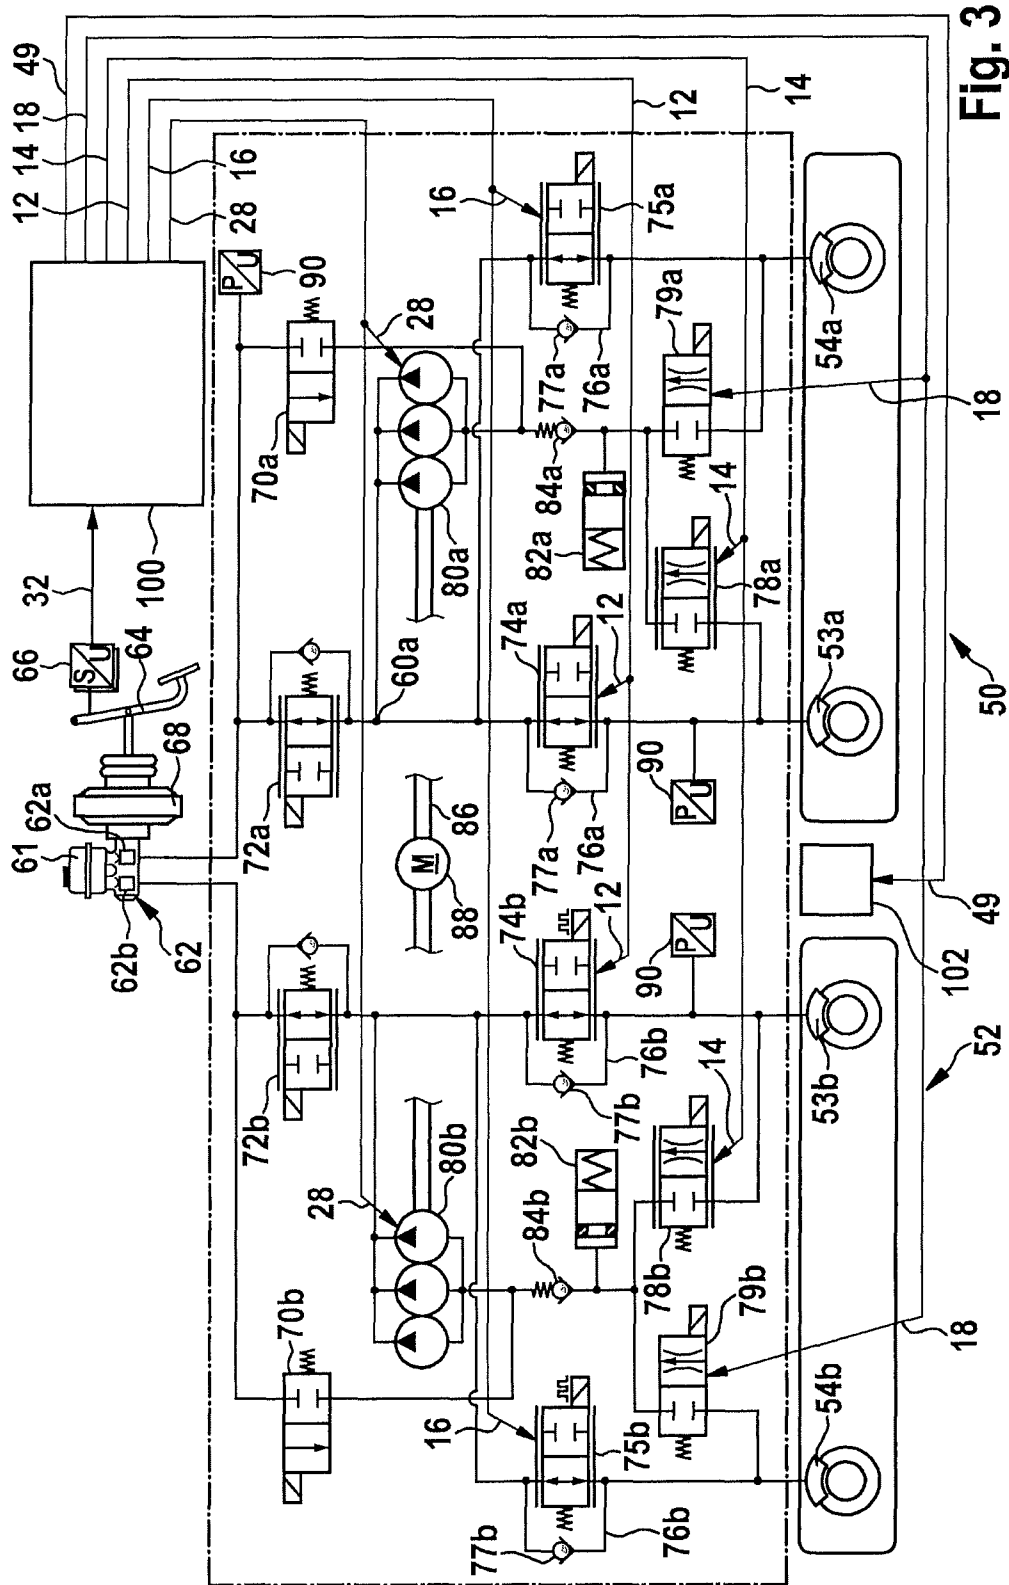 Fig. 3
49
18
14
12
16
28
100
32
66
S
U
64
68
62a
61
62b
62
P
U
90
70a
28
80a
60a
72a
86
M
88
72b
28
80b
70b
12
14
16
75a
77a
76a
79a
84a
82a
18
14
78a
74a
12
77a
76a
90
P
U
74b
12
90
P
U
76b
77b
82b
84b
14
78b
79b
18
16
75b
76b
77b
54a
53a
50
49
102
53b
52
54b